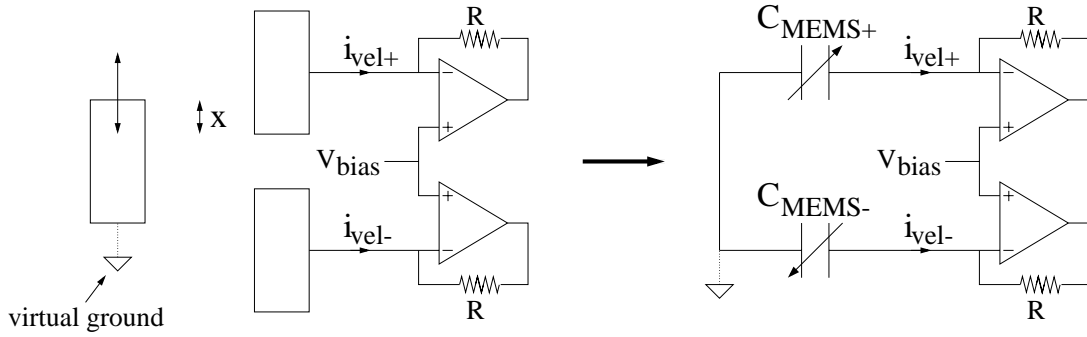 R
i_vel+
−
x
+
V_bias
+
i_vel-
−
R
virtual ground
C_MEMS+
R
i_vel+
−
+
V_bias
+
C_MEMS-
i_vel-
−
R